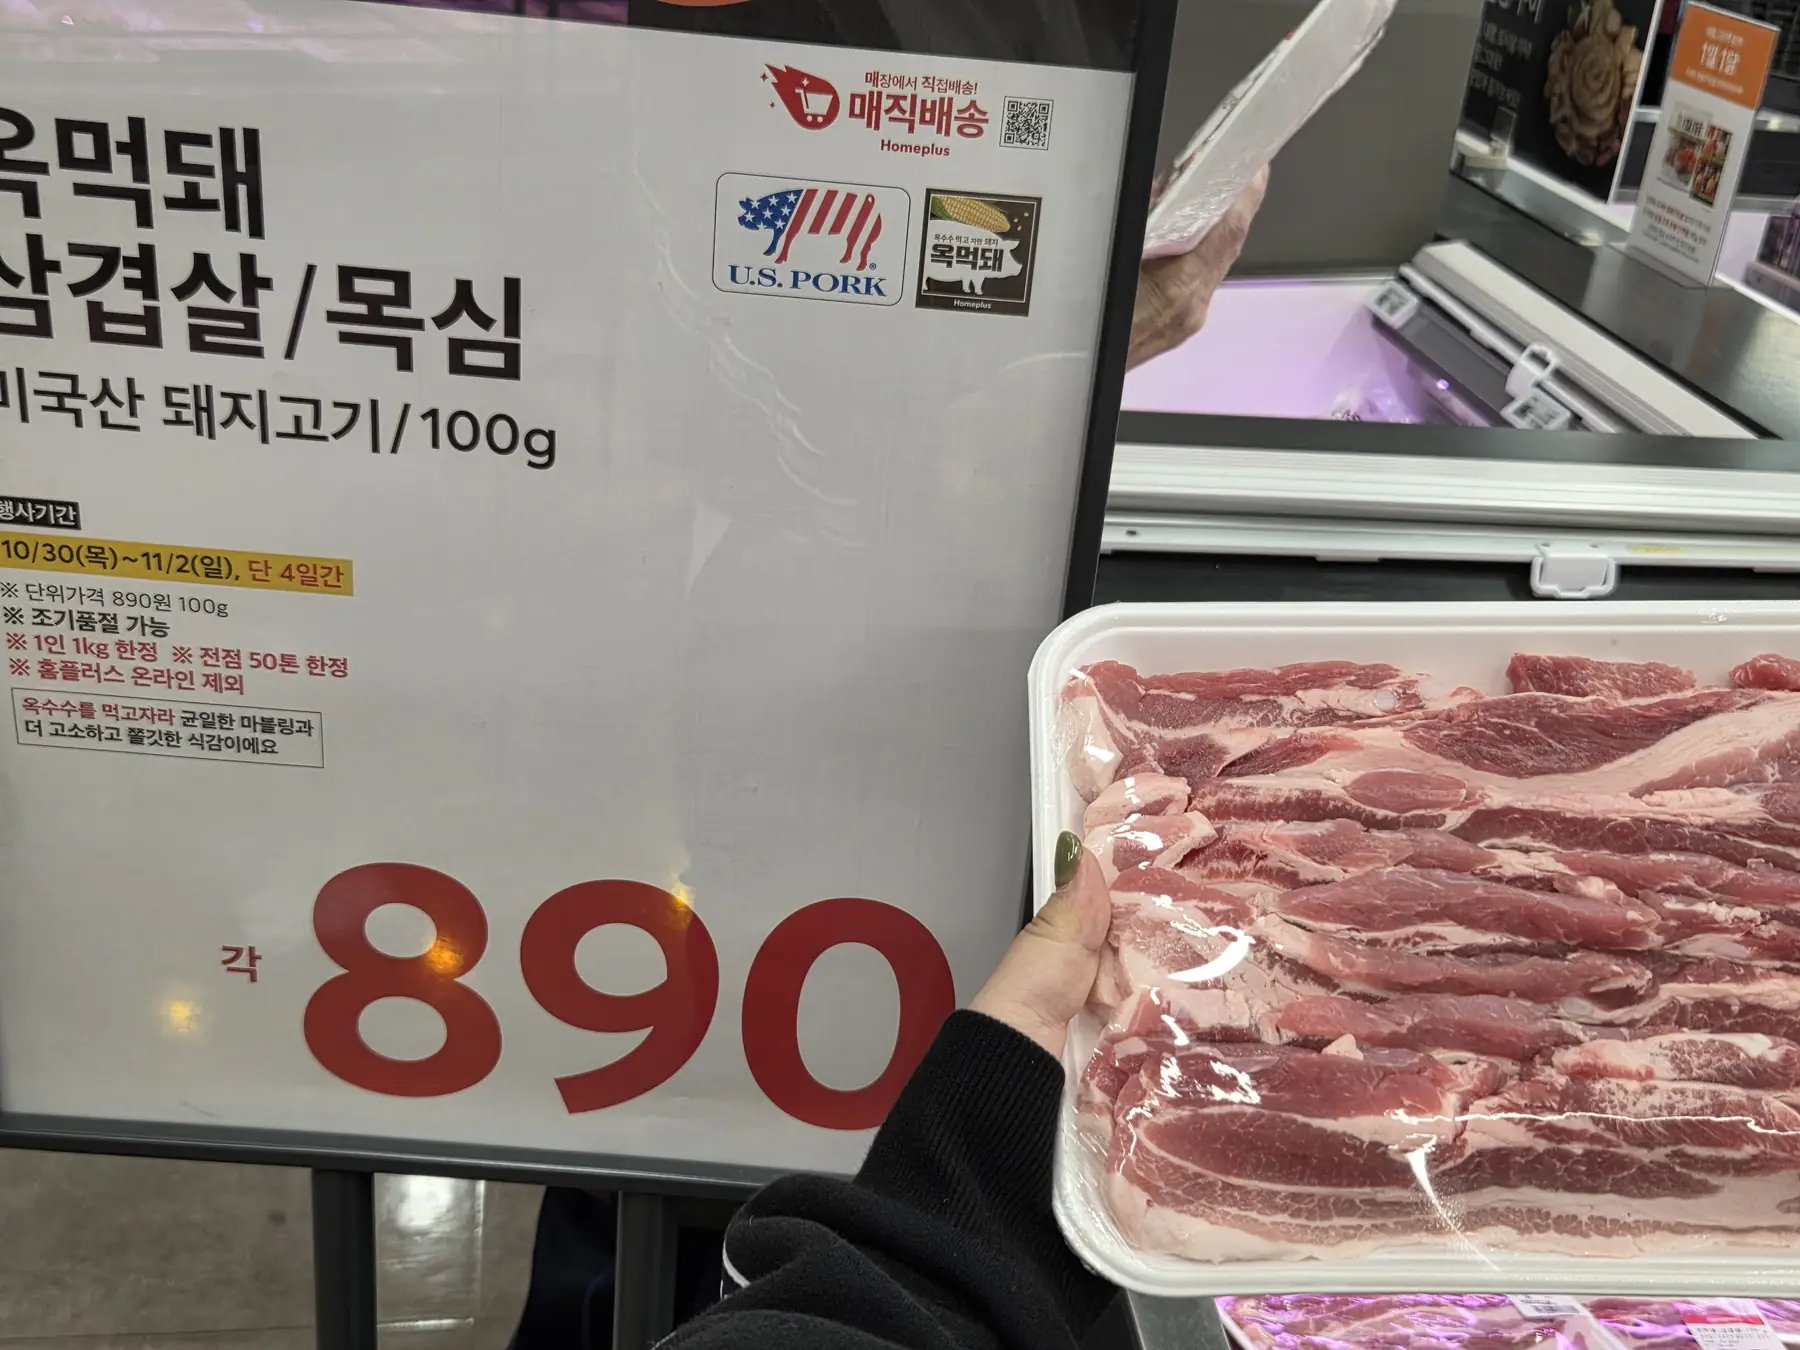 매장에서 직접배송!
매직배송
Homeplus
U.S. PORK
옥수수 먹고 자란 돼지
옥먹돼
Homeplus
옥먹돼
삼겹살/목심
미국산 돼지고기/100g
행사기간
10/30(목)~11/2(일), 단 4일간
※ 단위가격 890원 100g
※ 조기품절 가능
※ 1인 1kg 한정 ※ 전점 50톤 한정
※ 홈플러스 온라인 제외
옥수수를 먹고자라 균일한 마블링과
더 고소하고 쫄깃한 식감이에요
각 890